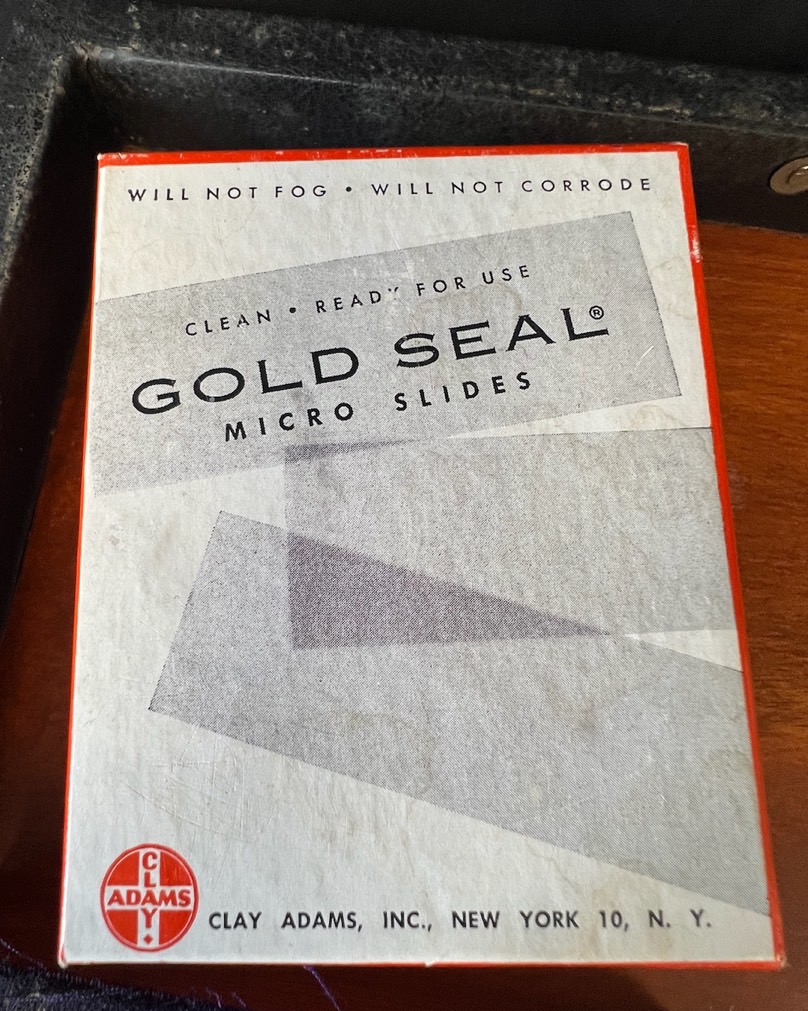 WILL NOT FOG • WILL NOT CORRODE
CLEAN • READY FOR USE
GOLD SEAL®
MICRO SLIDES
CLAY
ADAMS
CLAY ADAMS, INC., NEW YORK 10, N. Y.